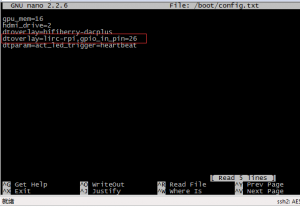 GNU nano 2.2.6 File: /boot/config.txt
gpu_mem=16
hdmi_drive=2
dtoverlay=hifiberry-dacplus
dtoverlay=lirc-rpi,gpio_in_pin=26
dtparam=act_led_trigger=heartbeat
[ Read 5 lines ]
^G Get Help ^O WriteOut ^R Read File ^Y Prev Page
^X Exit ^J Justify ^W Where Is ^V Next Page
就绪 ssh2: AES